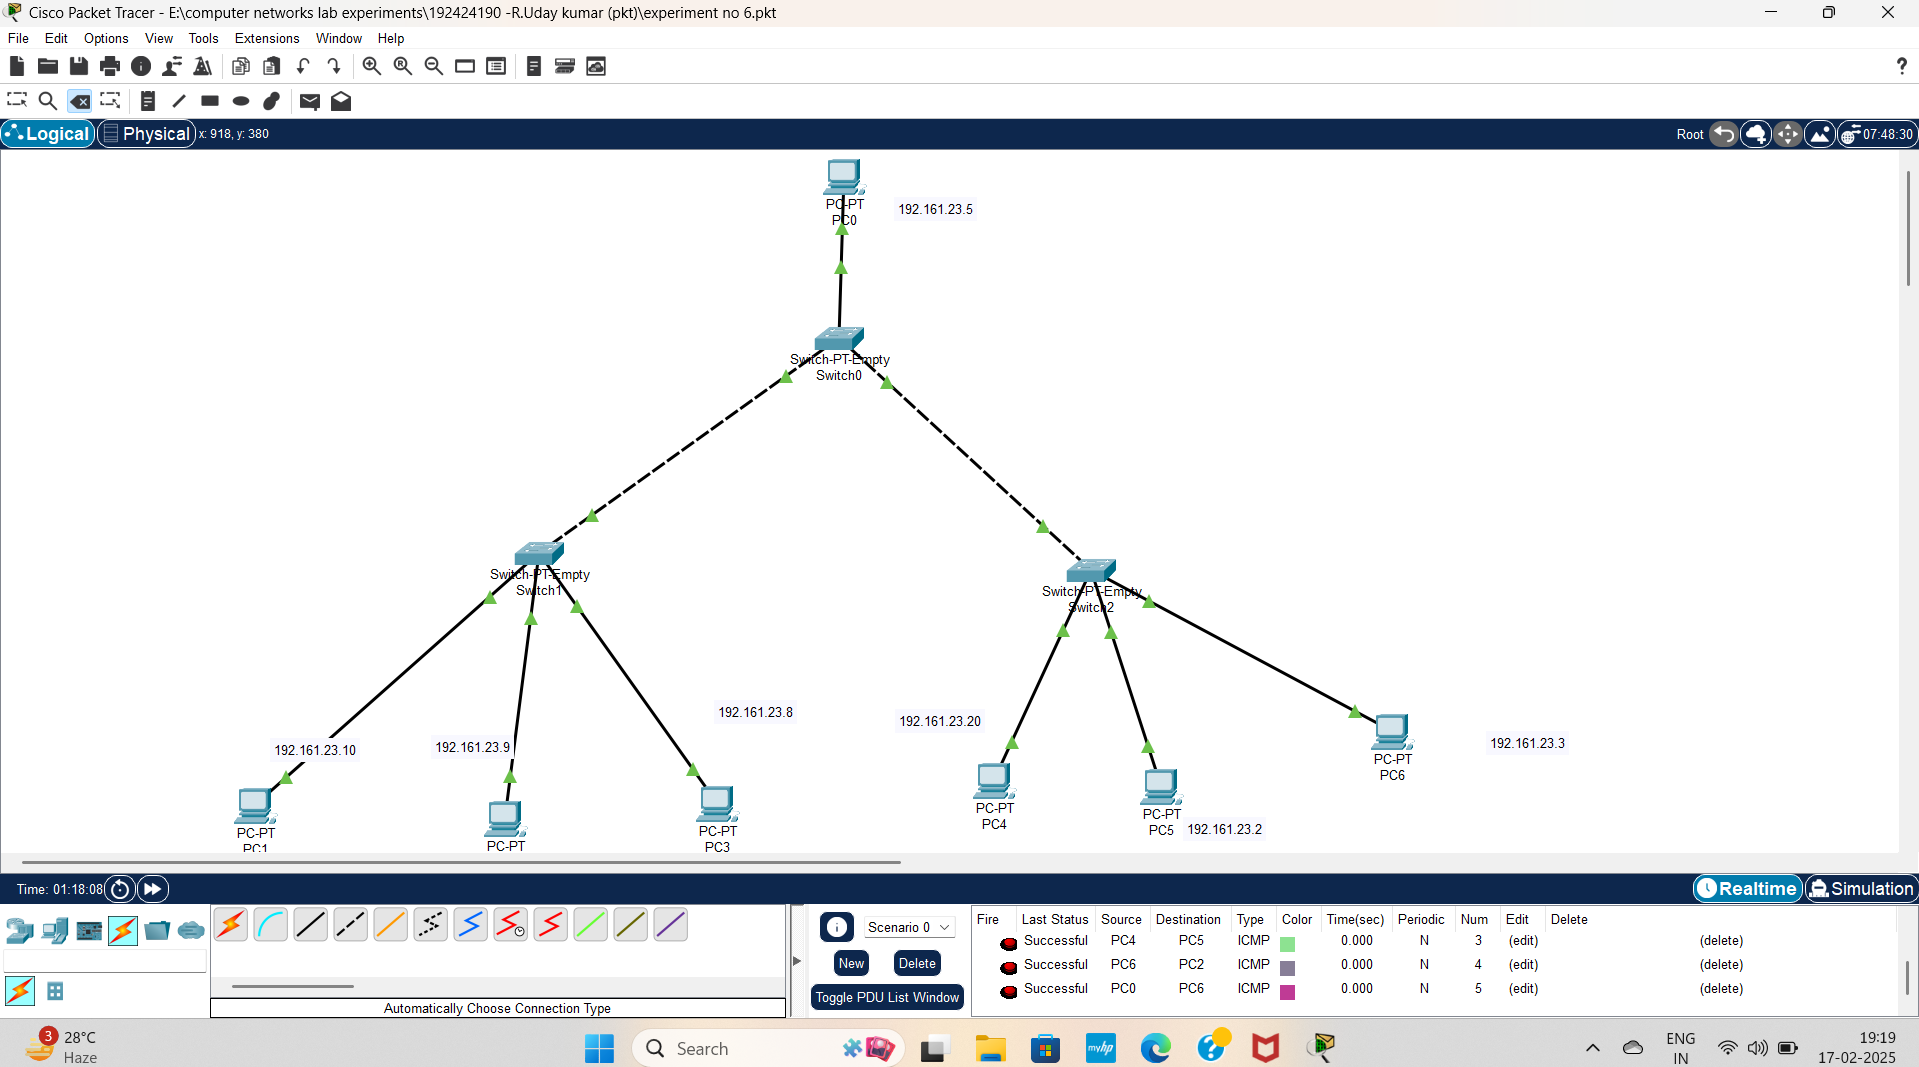 Cisco Packet Tracer - E:\computer networks lab experiments\192424190 -R.Uday kumar (pkt)\experiment no 6.pkt
File Edit Options View Tools Extensions Window Help
?
Logical Physical x: 918, y: 380 Root 07:48:30
PC-PT
PC0
192.161.23.5
Switch-PT-Empty
Switch0
Switch-PT-Empty
Switch1
Switch-PT-Empty
Switch2
192.161.23.8
192.161.23.20
192.161.23.10
192.161.23.9
192.161.23.3
PC-PT
PC6
PC-PT
PC4
PC-PT
PC5
192.161.23.2
PC-PT
PC1
PC-PT
PC-PT
PC3
Time: 01:18:08 Realtime Simulation
Scenario 0
New Delete
Toggle PDU List Window
Automatically Choose Connection Type
Fire Last Status Source Destination Type Color Time(sec) Periodic Num Edit Delete
Successful PC4 PC5 ICMP 0.000 N 3 (edit) (delete)
Successful PC6 PC2 ICMP 0.000 N 4 (edit) (delete)
Successful PC0 PC6 ICMP 0.000 N 5 (edit) (delete)
3
28°C
Haze
Search
myhp
ENG
IN
19:19
17-02-2025